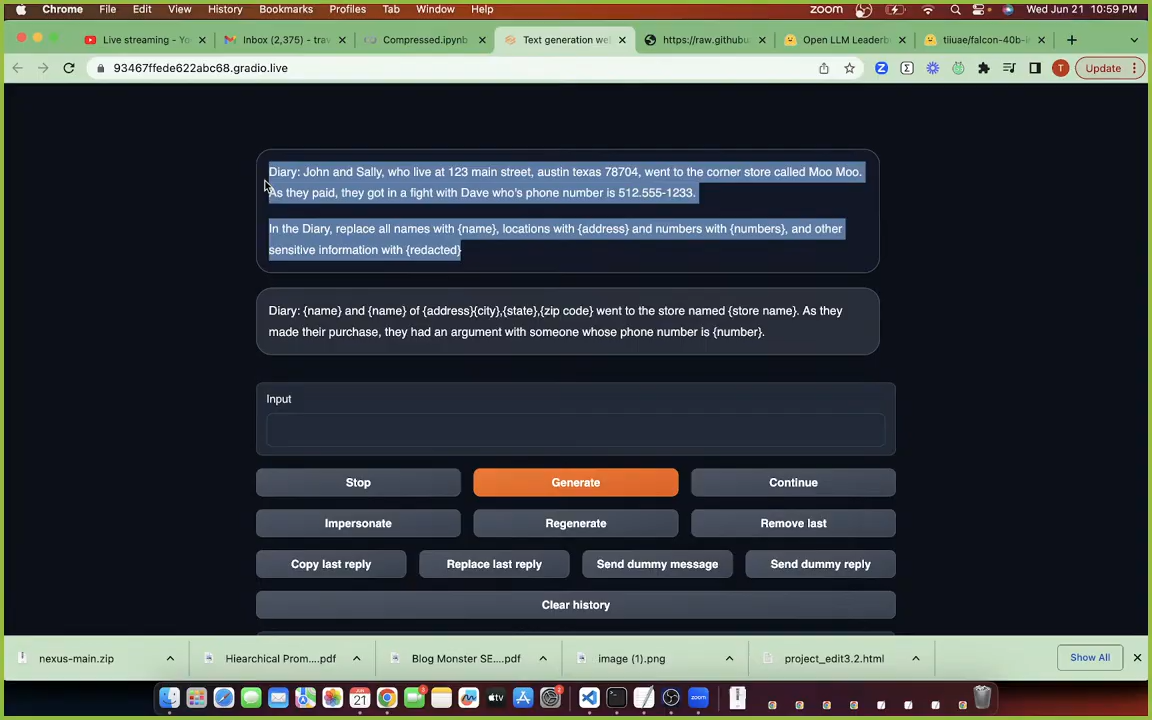 Chrome File Edit View History Bookmarks Profiles Tab Window Help zoom Wed Jun 21 10:59 PM
Live streaming - Yo Inbox (2,375) - trav Compressed.ipynb Text generation we https://raw.githubu Open LLM Leaderb tiiuae/falcon-40b-i
93467ffede622abc68.gradio.live T Update
Diary: John and Sally, who live at 123 main street, austin texas 78704, went to the corner store called Moo Moo.
As they paid, they got in a fight with Dave who's phone number is 512.555-1233.
In the Diary, replace all names with {name}, locations with {address} and numbers with {numbers}, and other
sensitive information with {redacted}
Diary: {name} and {name} of {address}{city},{state},{zip code} went to the store named {store name}. As they
made their purchase, they had an argument with someone whose phone number is {number}.
Input
Stop Generate Continue
Impersonate Regenerate Remove last
Copy last reply Replace last reply Send dummy message Send dummy reply
Clear history
nexus-main.zip Hiearchical Prom....pdf Blog Monster SE....pdf image (1).png project_edit3.2.html Show All
21 zoom